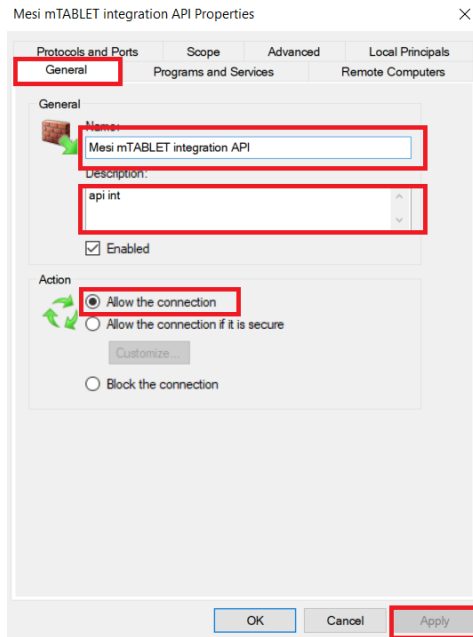 Mesi mTABLET integration API Properties
Protocols and Ports Scope Advanced Local Principals
General Programs and Services Remote Computers
General
Name:
Mesi mTABLET integration API
Description:
api int
Enabled
Action
Allow the connection
Allow the connection if it is secure
Customize...
Block the connection
OK Cancel Apply